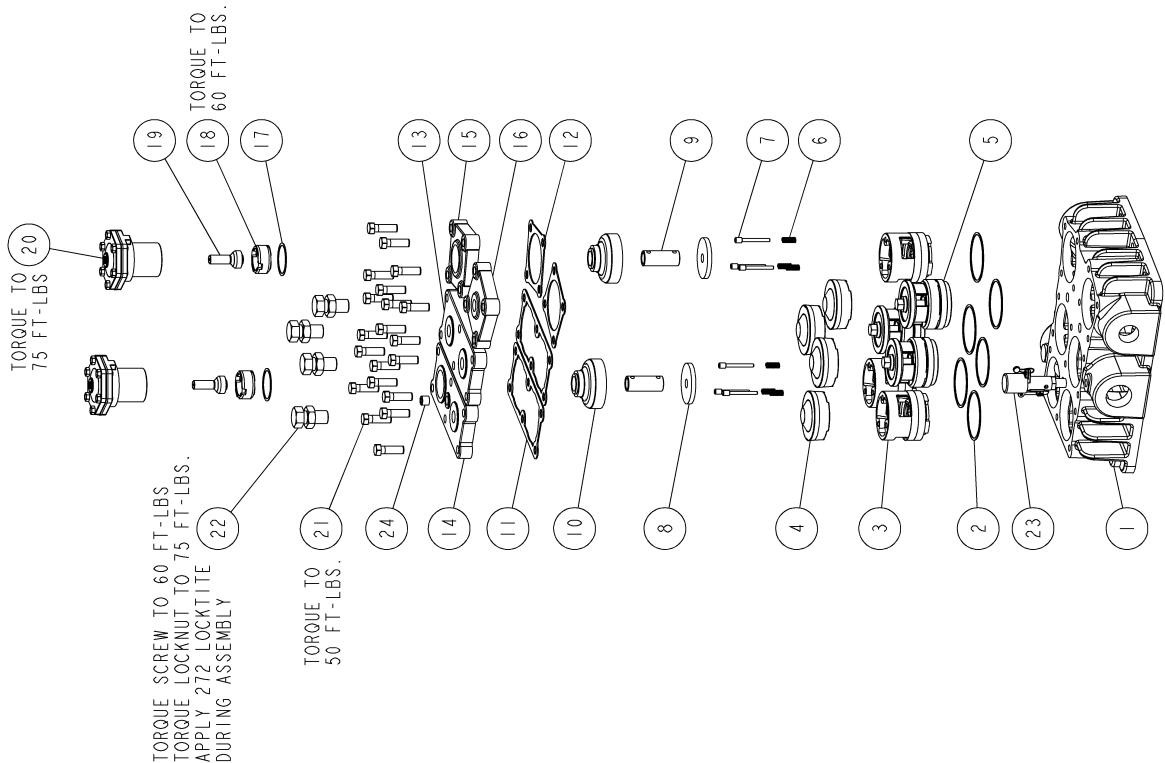 TORQUE TO
75 FT-LBS
20
19
18
17
TORQUE TO
60 FT-LBS.
13
15
16
12
9
7
6
5
TORQUE SCREW TO 60 FT-LBS
TORQUE LOCKNUT TO 75 FT-LBS.
APPLY 272 LOCKTITE
DURING ASSEMBLY
22
TORQUE TO
50 FT-LBS.
21
24
14
11
10
8
4
3
2
23
1